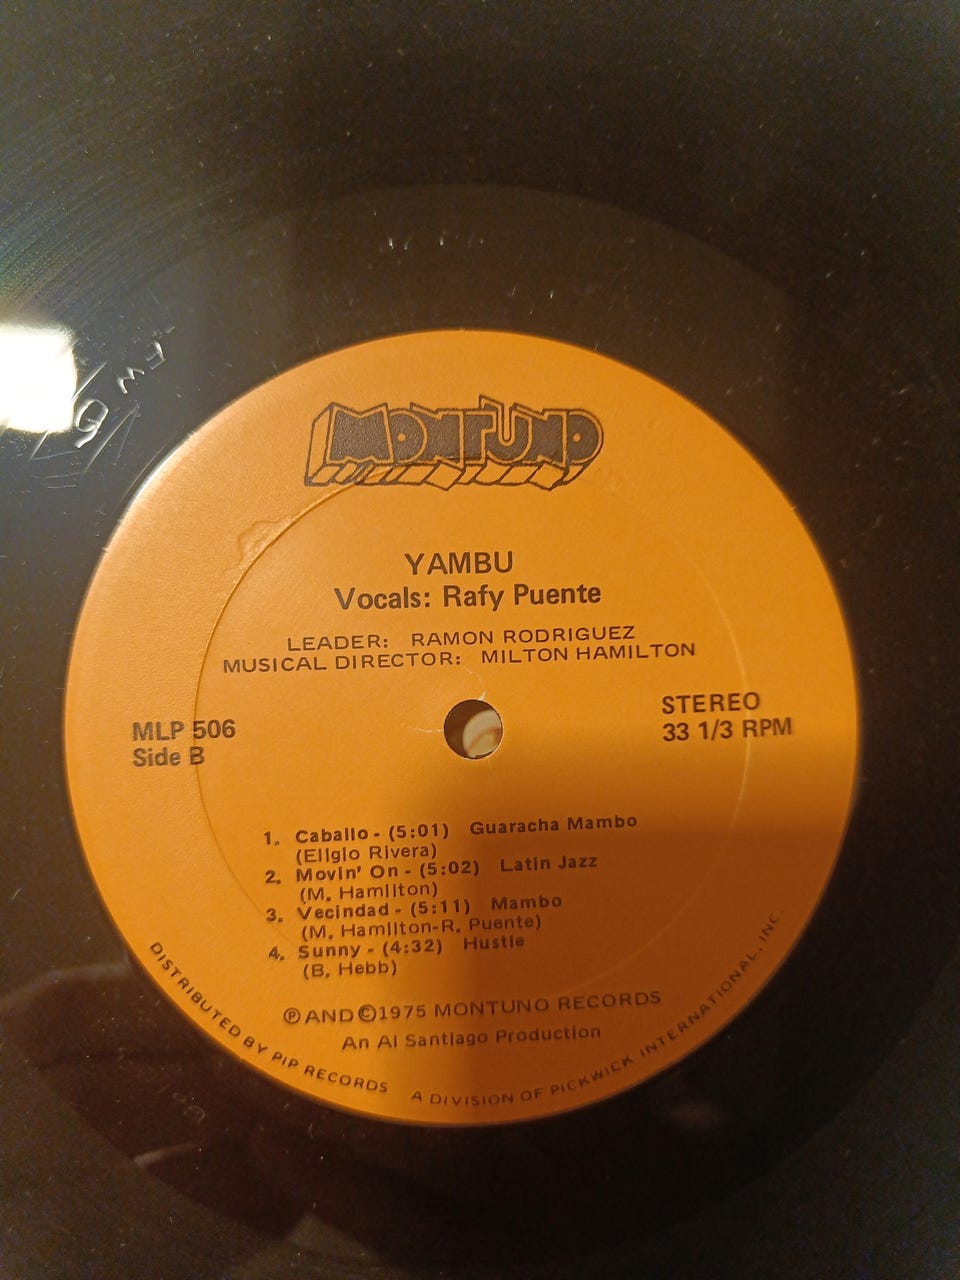 MONTUNO
YAMBU
Vocals: Rafy Puente
LEADER: RAMON RODRIGUEZ
MUSICAL DIRECTOR: MILTON HAMILTON
MLP 506
Side B
STEREO
33 1/3 RPM
1. Caballo - (5:01) Guaracha Mambo
(Eligio Rivera)
2. Movin' On - (5:02) Latin Jazz
(M. Hamilton)
3. Vecindad - (5:11) Mambo
(M. Hamilton-R. Puente)
4. Sunny - (4:32) Hustle
(B. Hebb)
ⓅAND©1975 MONTUNO RECORDS
An Al Santiago Production
DISTRIBUTED BY PIP RECORDS A DIVISION OF PICKWICK INTERNATIONAL, INC.